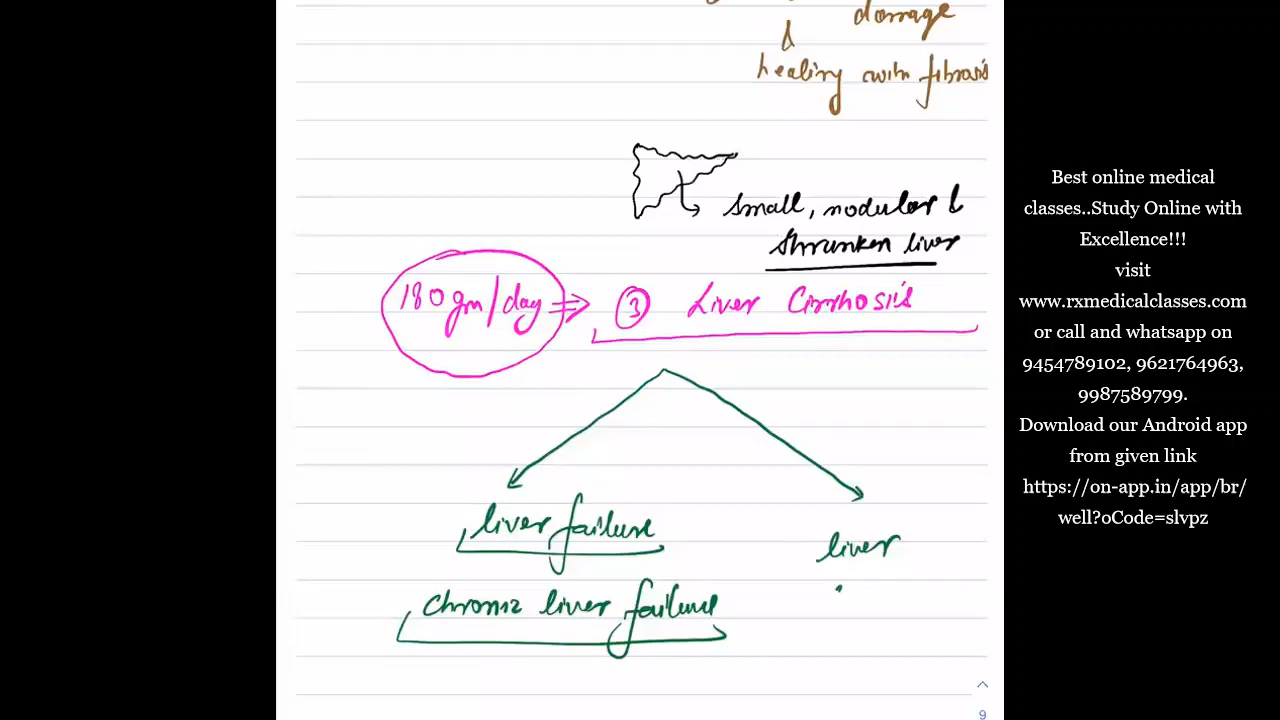 damage
&
healing with fibrosis
small, nodular &
shrunken liver
180 gm/day ⇒ ③ Liver Cirrhosis
liver failure
liver
chronic liver failure
9
Best online medical
classes..Study Online with
Excellence!!!
visit
www.rxmedicalclasses.com
or call and whatsapp on
9454789102, 9621764963,
9987589799.
Download our Android app
from given link
https://on-app.in/app/br/
well?oCode=slvpz